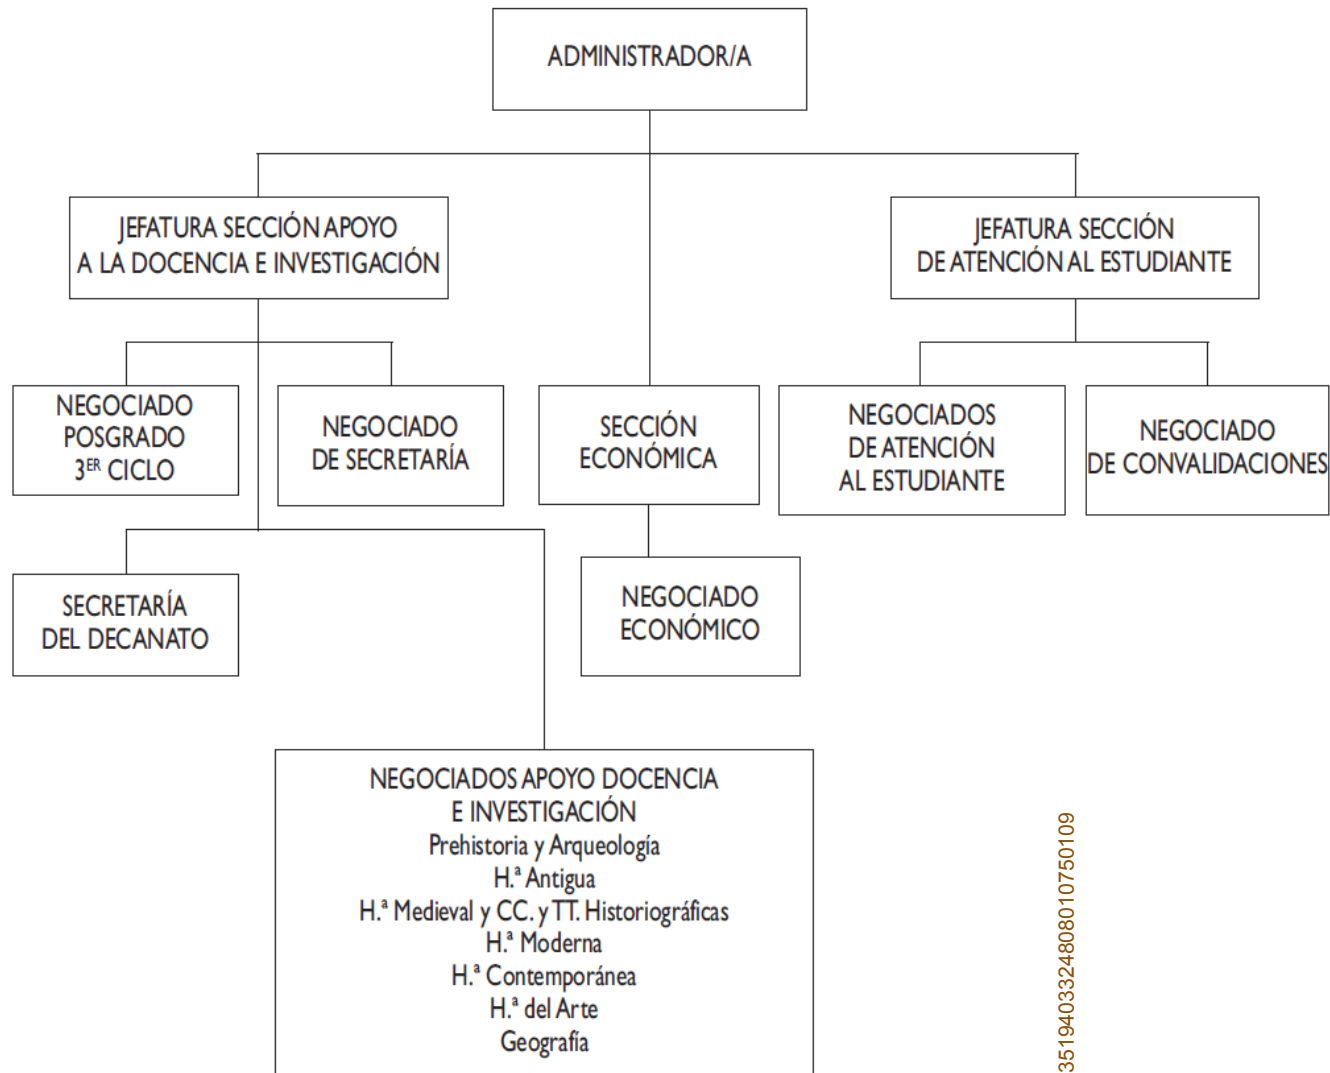 ADMINISTRADOR/A
JEFATURA SECCIÓN APOYO
A LA DOCENCIA E INVESTIGACIÓN
JEFATURA SECCIÓN
DE ATENCIÓN AL ESTUDIANTE
NEGOCIADO
POSGRADO
3ER CICLO
NEGOCIADO
DE SECRETARÍA
SECCIÓN
ECONÓMICA
NEGOCIADOS
DE ATENCIÓN
AL ESTUDIANTE
NEGOCIADO
DE CONVALIDACIONES
SECRETARÍA
DEL DECANATO
NEGOCIADO
ECONÓMICO
NEGOCIADOS APOYO DOCENCIA
E INVESTIGACIÓN
Prehistoria y Arqueología
H.ª Antigua
H.ª Medieval y CC. y TT. Historiográficas
H.ª Moderna
H.ª Contemporánea
H.ª del Arte
Geografía
3519403324808010750109